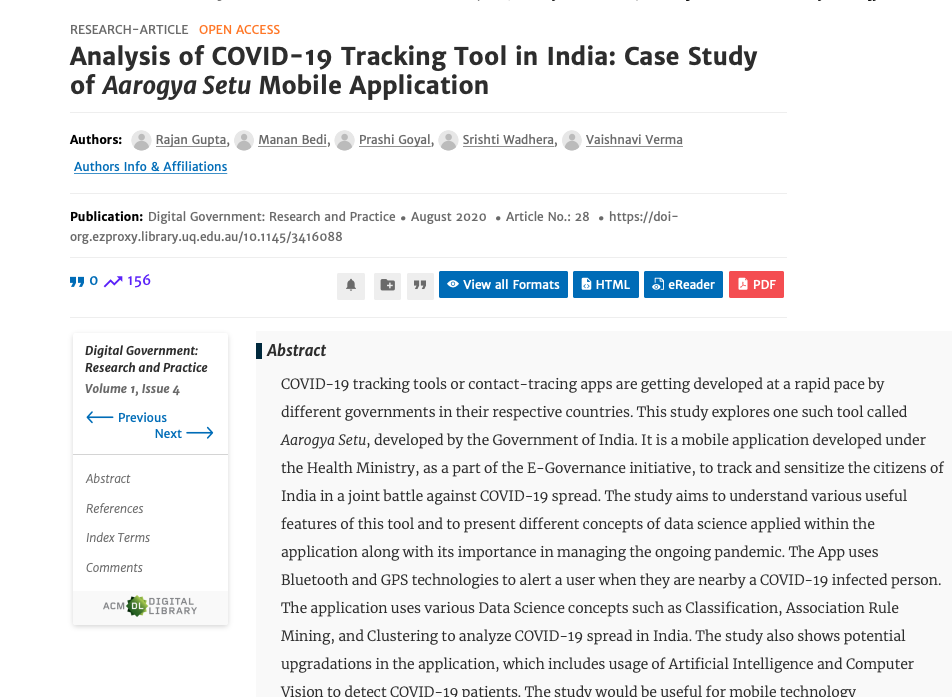 RESEARCH-ARTICLE OPEN ACCESS
Analysis of COVID-19 Tracking Tool in India: Case Study
of Aarogya Setu Mobile Application
Authors: Rajan Gupta, Manan Bedi, Prashi Goyal, Srishti Wadhera, Vaishnavi Verma
Authors Info & Affiliations
Publication: Digital Government: Research and Practice • August 2020 • Article No.: 28 • https://doi-
org.ezproxy.library.uq.edu.au/10.1145/3416088
0 156
View all Formats HTML eReader PDF
Digital Government:
Research and Practice
Volume 1, Issue 4
Previous
Next
Abstract
References
Index Terms
Comments
ACM DL DIGITAL
LIBRARY
Abstract
COVID-19 tracking tools or contact-tracing apps are getting developed at a rapid pace by
different governments in their respective countries. This study explores one such tool called
Aarogya Setu, developed by the Government of India. It is a mobile application developed under
the Health Ministry, as a part of the E-Governance initiative, to track and sensitize the citizens of
India in a joint battle against COVID-19 spread. The study aims to understand various useful
features of this tool and to present different concepts of data science applied within the
application along with its importance in managing the ongoing pandemic. The App uses
Bluetooth and GPS technologies to alert a user when they are nearby a COVID-19 infected person.
The application uses various Data Science concepts such as Classification, Association Rule
Mining, and Clustering to analyze COVID-19 spread in India. The study also shows potential
upgradations in the application, which includes usage of Artificial Intelligence and Computer
Vision to detect COVID-19 patients. The study would be useful for mobile technology